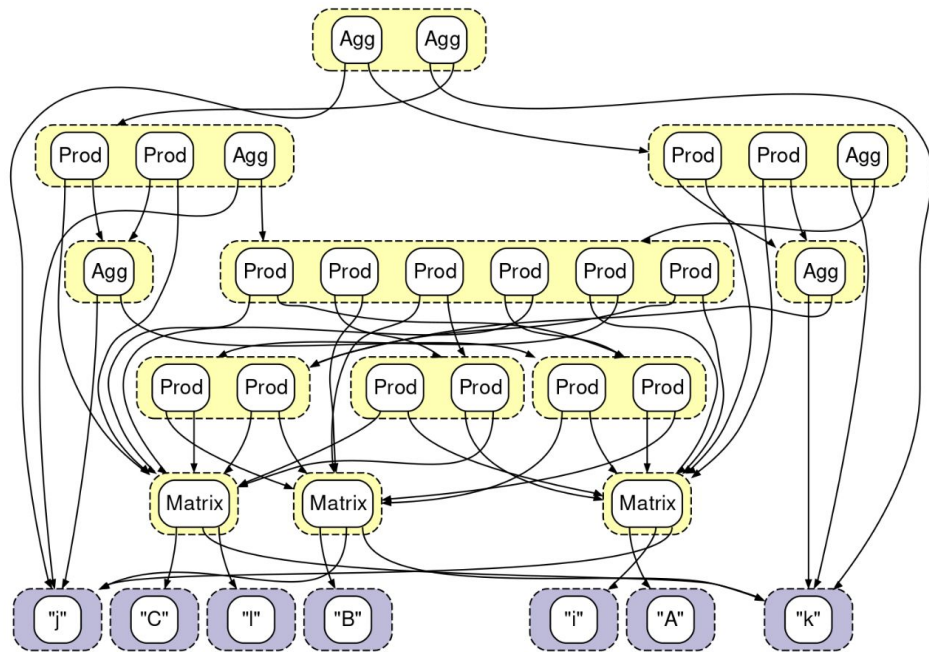 Agg Agg
Prod Prod Agg Prod Prod Agg
Agg Prod Prod Prod Prod Prod Prod Agg
Prod Prod Prod Prod Prod Prod
Matrix Matrix Matrix
"j" "C" "l" "B" "i" "A" "k"